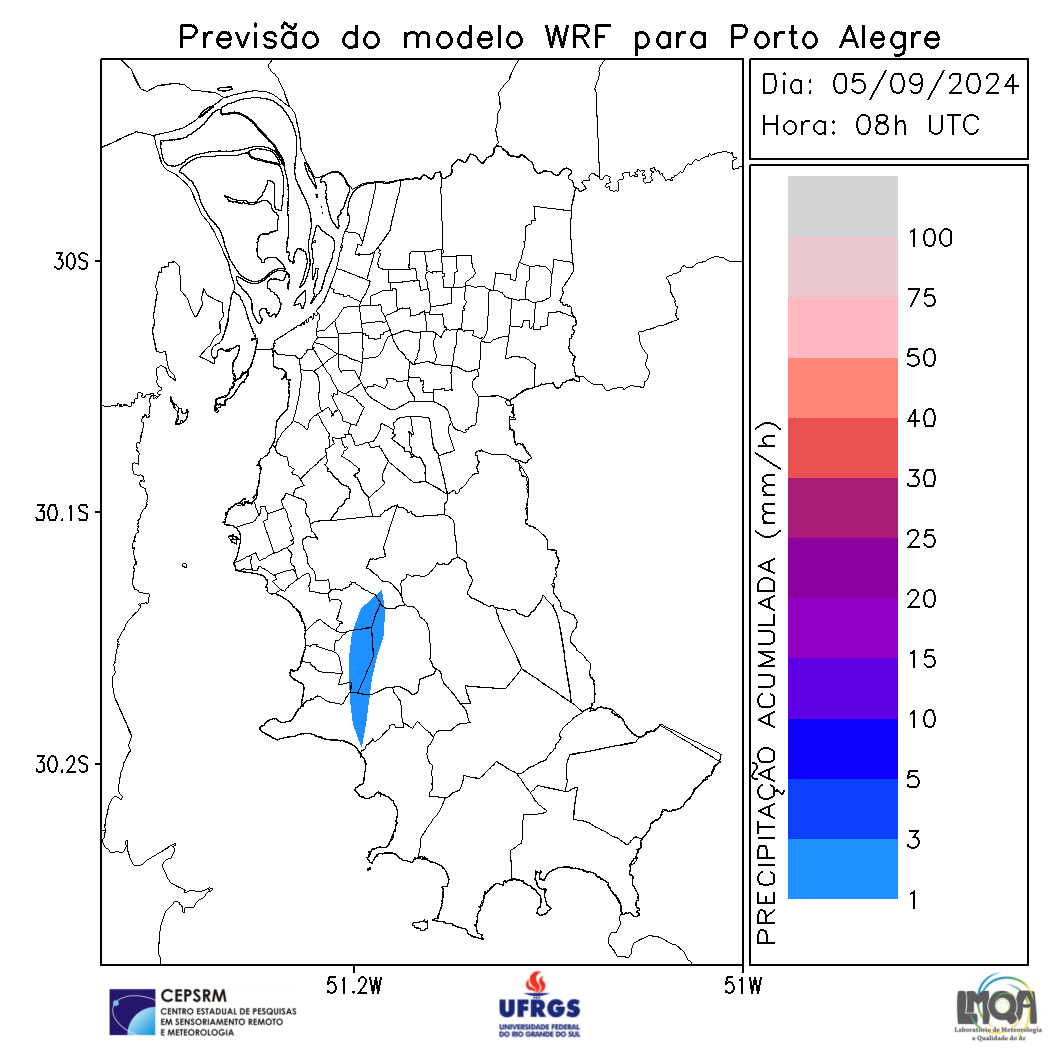 Previsão do modelo WRF para Porto Alegre
Dia: 05/09/2024
Hora: 08h UTC
30S
30.1S
30.2S
51.2W
51W
PRECIPITAÇÃO ACUMULADA (mm/h)
100
75
50
40
30
25
20
15
10
5
3
1
CEPSRM
CENTRO ESTADUAL DE PESQUISAS
EM SENSORIAMENTO REMOTO
E METEOROLOGIA
UFRGS
UNIVERSIDADE FEDERAL
DO RIO GRANDE DO SUL
LMQA
Laboratório de Meteorologia
e Qualidade do Ar